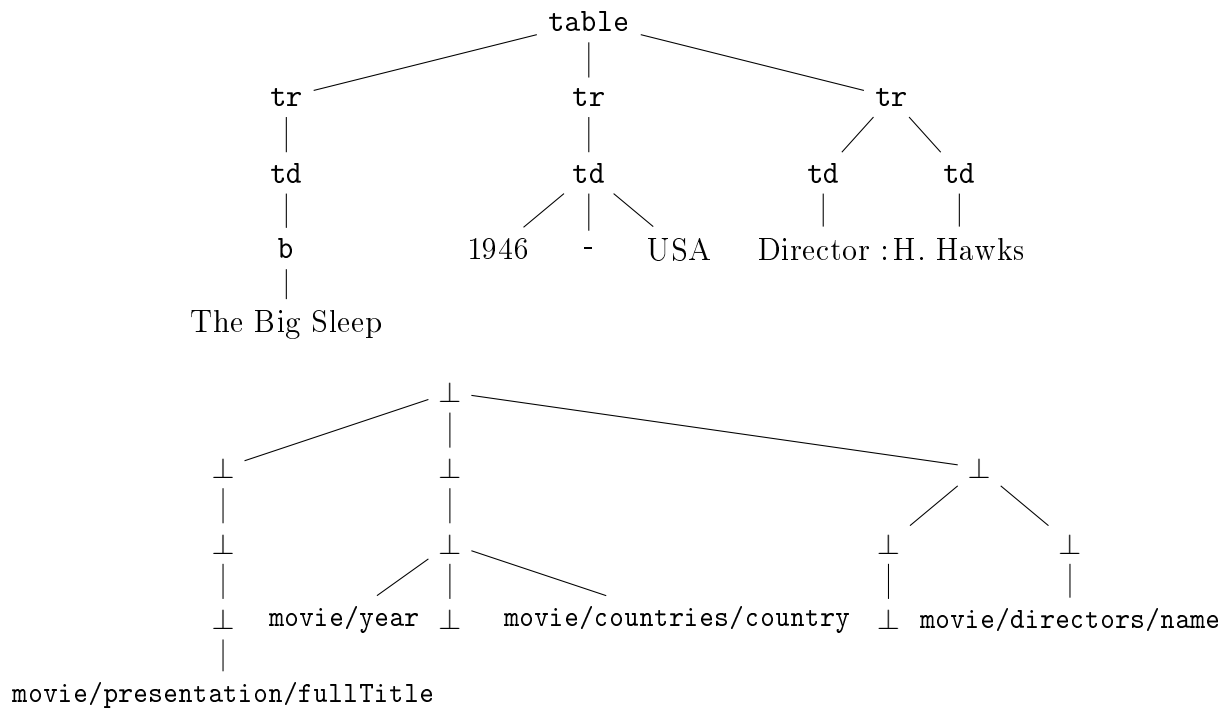 table
tr tr tr
td td td td
b 1946 - USA Director : H. Hawks
The Big Sleep
⊥
⊥ ⊥ ⊥
⊥ ⊥ ⊥ ⊥
⊥ movie/year ⊥ movie/countries/country ⊥ movie/directors/name
movie/presentation/fullTitle